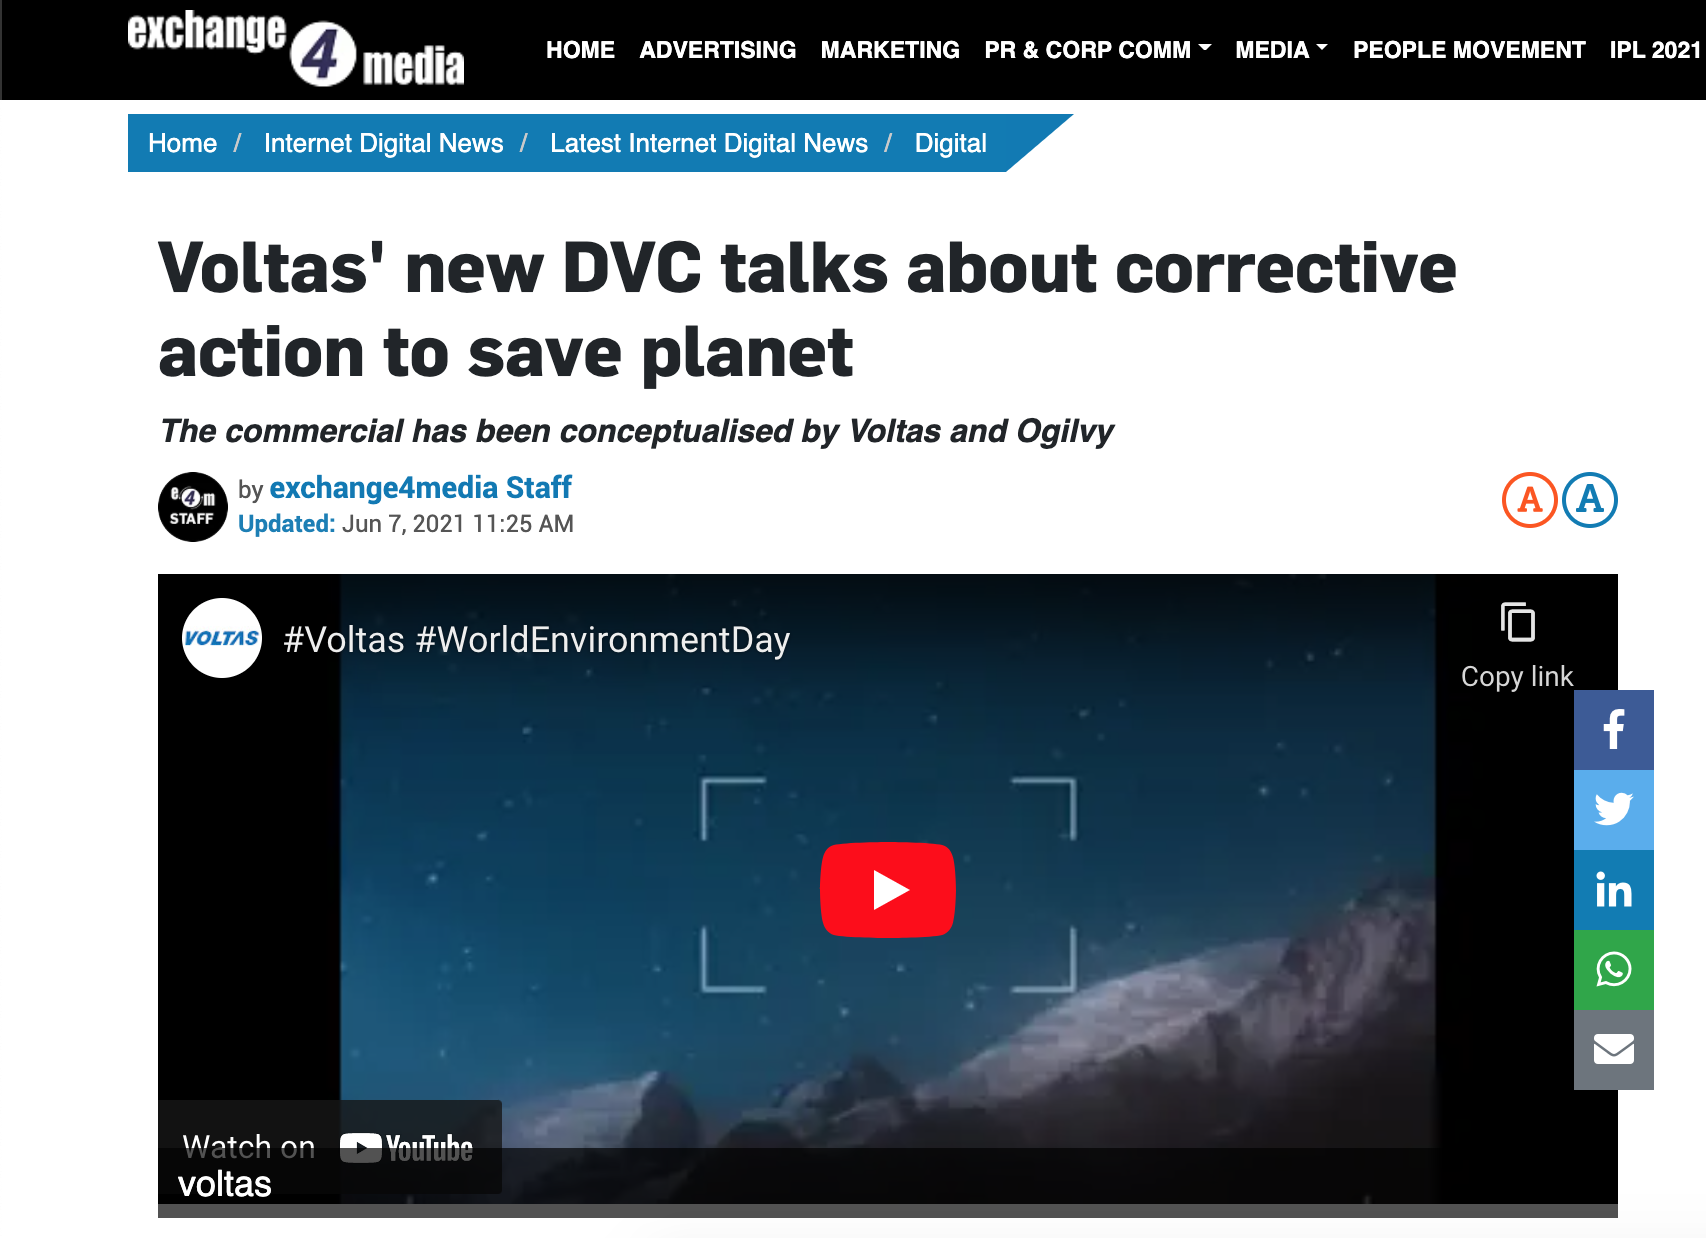 exchange 4 media
HOME ADVERTISING MARKETING PR & CORP COMM MEDIA PEOPLE MOVEMENT IPL 2021
Home / Internet Digital News / Latest Internet Digital News / Digital
Voltas' new DVC talks about corrective
action to save planet
The commercial has been conceptualised by Voltas and Ogilvy
e4m
STAFF
by exchange4media Staff
Updated: Jun 7, 2021 11:25 AM
A A
VOLTAS
#Voltas #WorldEnvironmentDay
Copy link
f
in
Watch on YouTube
voltas